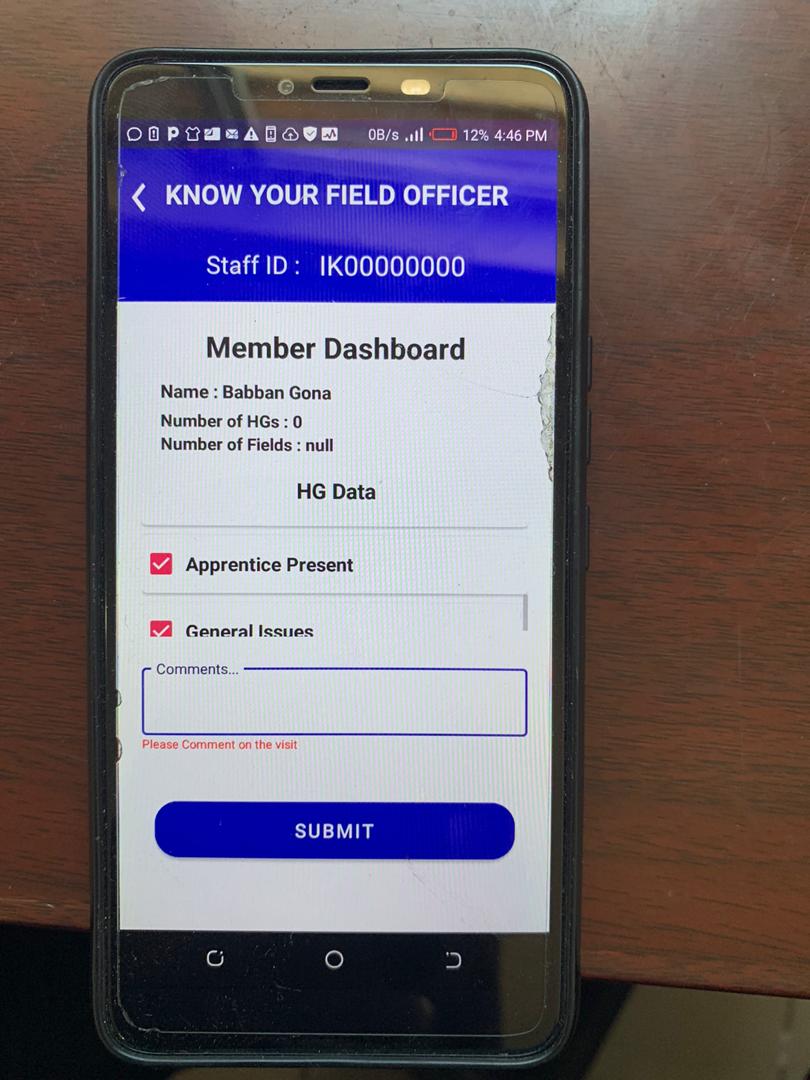 0B/s 12% 4:46 PM
KNOW YOUR FIELD OFFICER
Staff ID : IK00000000
Member Dashboard
Name : Babban Gona
Number of HGs : 0
Number of Fields : null
HG Data
Apprentice Present
General Issues
Comments...
Please Comment on the visit
SUBMIT